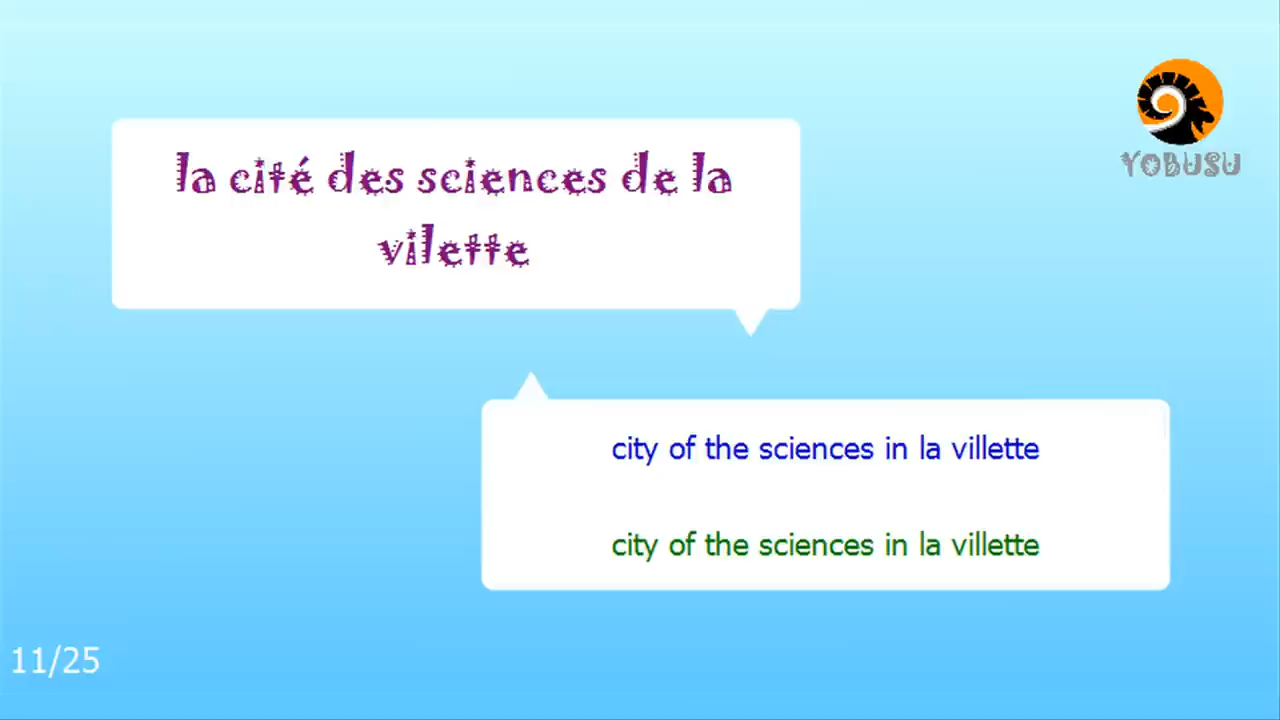 YOBUSU
la cité des sciences de la
vilette
city of the sciences in la villette
city of the sciences in la villette
11/25